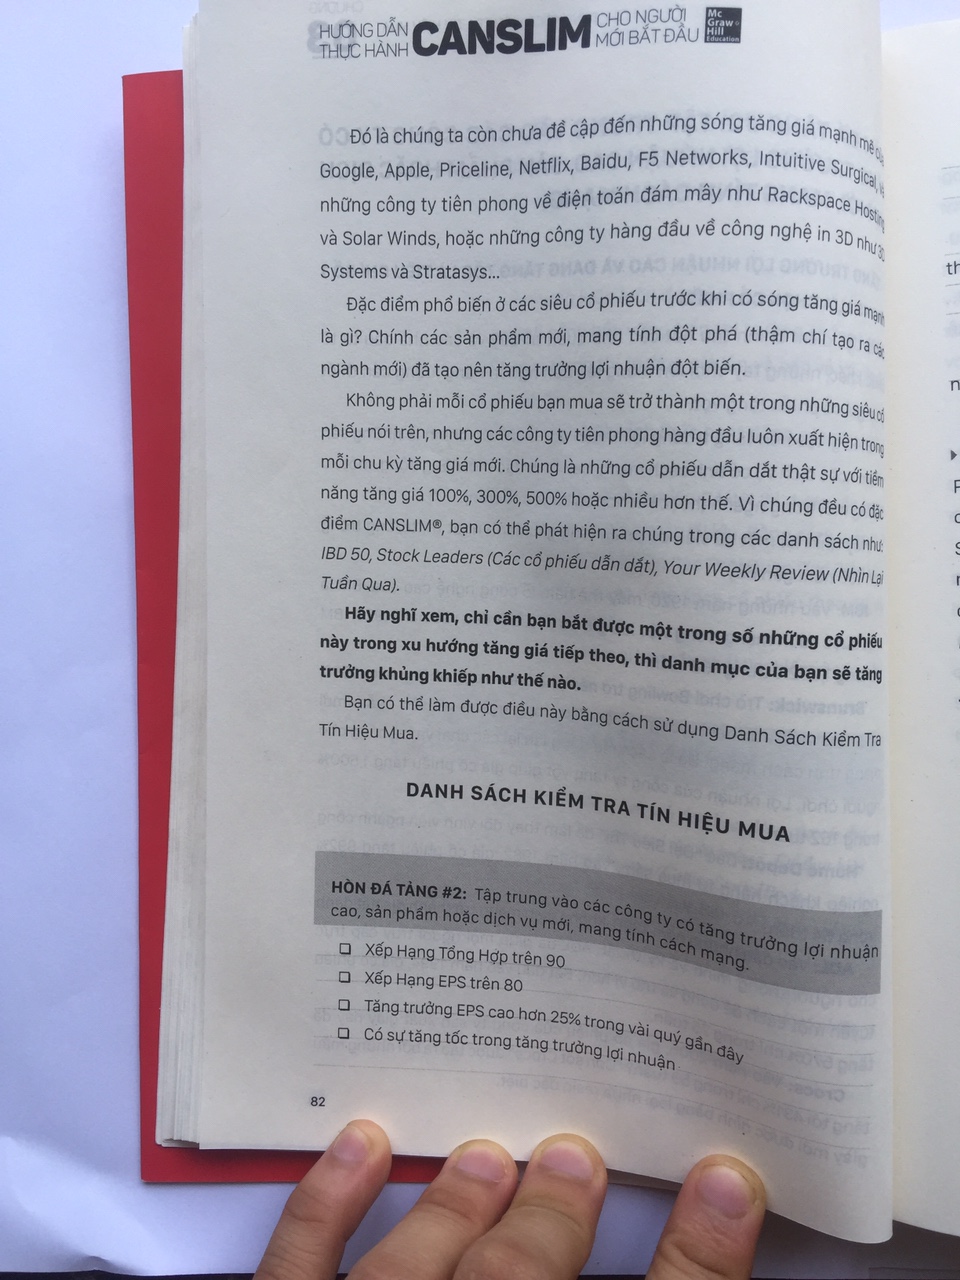 HƯỚNG DẪN
THỰC HÀNH
CANSLIM
CHO NGƯỜI
MỚI BẮT ĐẦU
Mc
Graw
Hill
Education
Đó là chúng ta còn chưa đề cập đến những sóng tăng giá mạnh mẽ
Google, Apple, Priceline, Netflix, Baidu, F5 Networks, Intuitive Surgical,
những công ty tiên phong về điện toán đám mây như Rackspace Hosting
và Solar Winds, hoặc những công ty hàng đầu về công nghệ in 3D như 3D
Systems và Stratasys...
Đặc điểm phổ biến ở các siêu cổ phiếu trước khi có sóng tăng giá mạnh
là gì? Chính các sản phẩm mới, mang tính đột phá (thậm chí tạo ra các
ngành mới) đã tạo nên tăng trưởng lợi nhuận đột biến.
Không phải mỗi cổ phiếu bạn mua sẽ trở thành một trong những siêu cổ
phiếu nói trên, nhưng các công ty tiên phong hàng đầu luôn xuất hiện trong
mỗi chu kỳ tăng giá mới. Chúng là những cổ phiếu dẫn dắt thật sự với tiềm
năng tăng giá 100%, 300%, 500% hoặc nhiều hơn thế. Vì chúng đều có đặc
điểm CANSLIM®, bạn có thể phát hiện ra chúng trong các danh sách như:
IBD 50, Stock Leaders (Các cổ phiếu dẫn dắt), Your Weekly Review (Nhìn Lại
Tuần Qua).
Hãy nghĩ xem, chỉ cần bạn bắt được một trong số những cổ phiếu
này trong xu hướng tăng giá tiếp theo, thì danh mục của bạn sẽ tăng
trưởng khủng khiếp như thế nào.
Bạn có thể làm được điều này bằng cách sử dụng Danh Sách Kiểm Tra
Tín Hiệu Mua.
DANH SÁCH KIỂM TRA TÍN HIỆU MUA
HÒN ĐÁ TẢNG #2: Tập trung vào các công ty có tăng trưởng lợi nhuận
cao, sản phẩm hoặc dịch vụ mới, mang tính cách mạng.
❏ Xếp Hạng Tổng Hợp trên 90
❏ Xếp Hạng EPS trên 80
❏ Tăng trưởng EPS cao hơn 25% trong vài quý gần đây
❏ Có sự tăng tốc trong tăng trưởng lợi nhuận
82